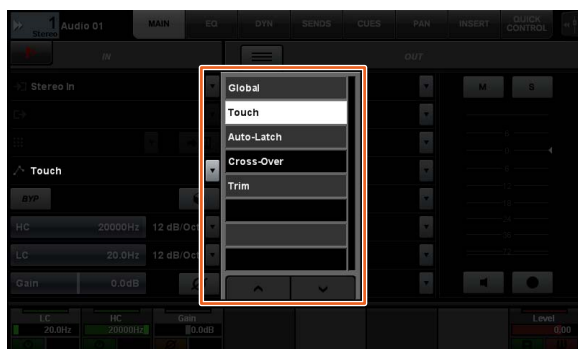 1 Audio 01 MAIN EQ DYN SENDS CUES PAN INSERT QUICK CONTROL
Stereo
IN OUT
Stereo In
Global
M S
Touch
Auto-Latch
Cross-Over
Touch
Trim
BYP
HC 20000Hz 12 dB/Oct
LC 20.0Hz 12 dB/Oct
Gain 0.0dB
LC HC Gain Level
20.0Hz 20000Hz 0.0dB 0.00